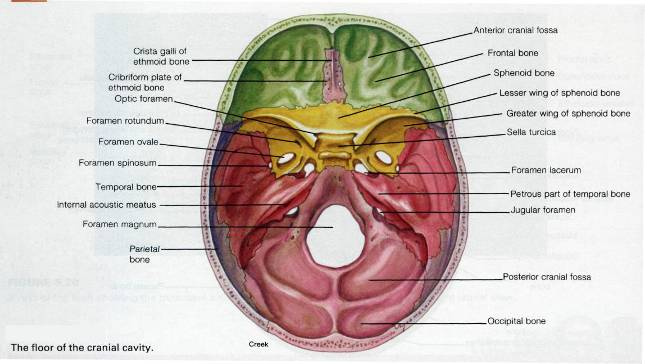 Crista galli of
ethmoid bone
Cribriform plate of
ethmoid bone
Optic foramen
Foramen rotundum
Foramen ovale
Foramen spinosum
Temporal bone
Internal acoustic meatus
Foramen magnum
Parietal
bone
Anterior cranial fossa
Frontal bone
Sphenoid bone
Lesser wing of sphenoid bone
Greater wing of sphenoid bone
Sella turcica
Foramen lacerum
Petrous part of temporal bone
Jugular foramen
Posterior cranial fossa
Occipital bone
The floor of the cranial cavity.
Creek